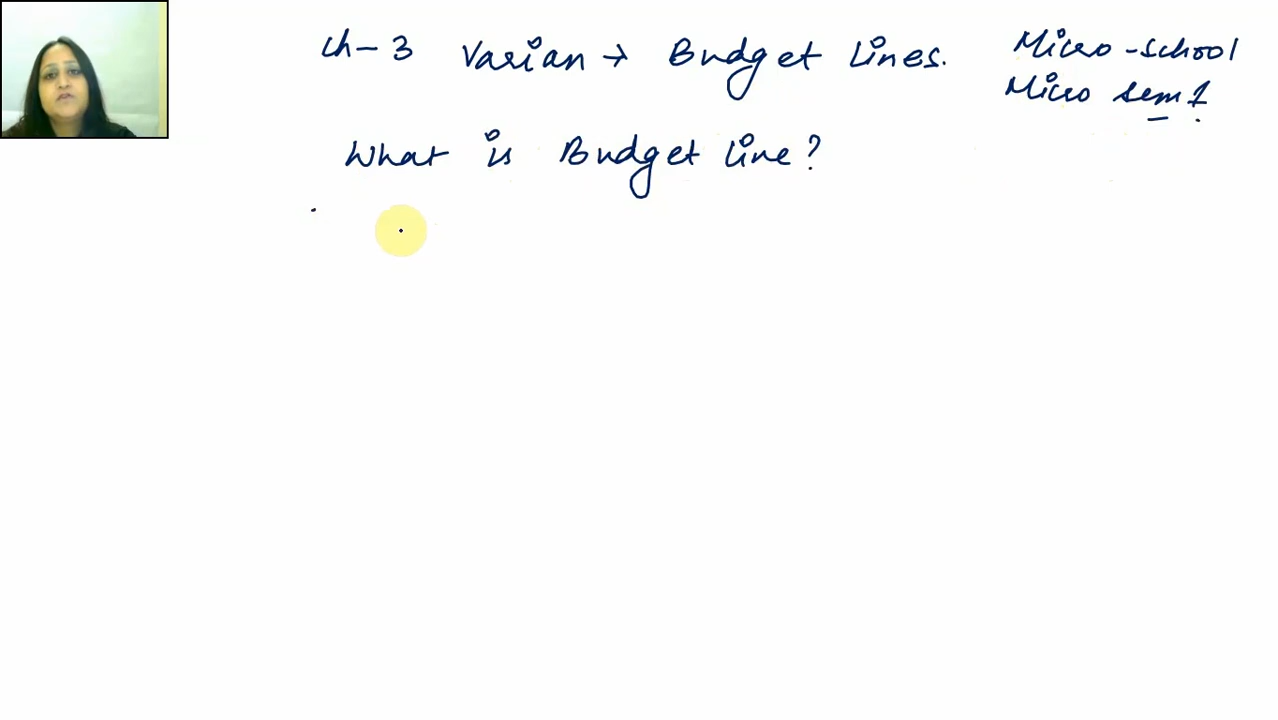 Ch-3 Varian → Budget Lines.
Micro-school
Micro sem 1
What is Budget Line?